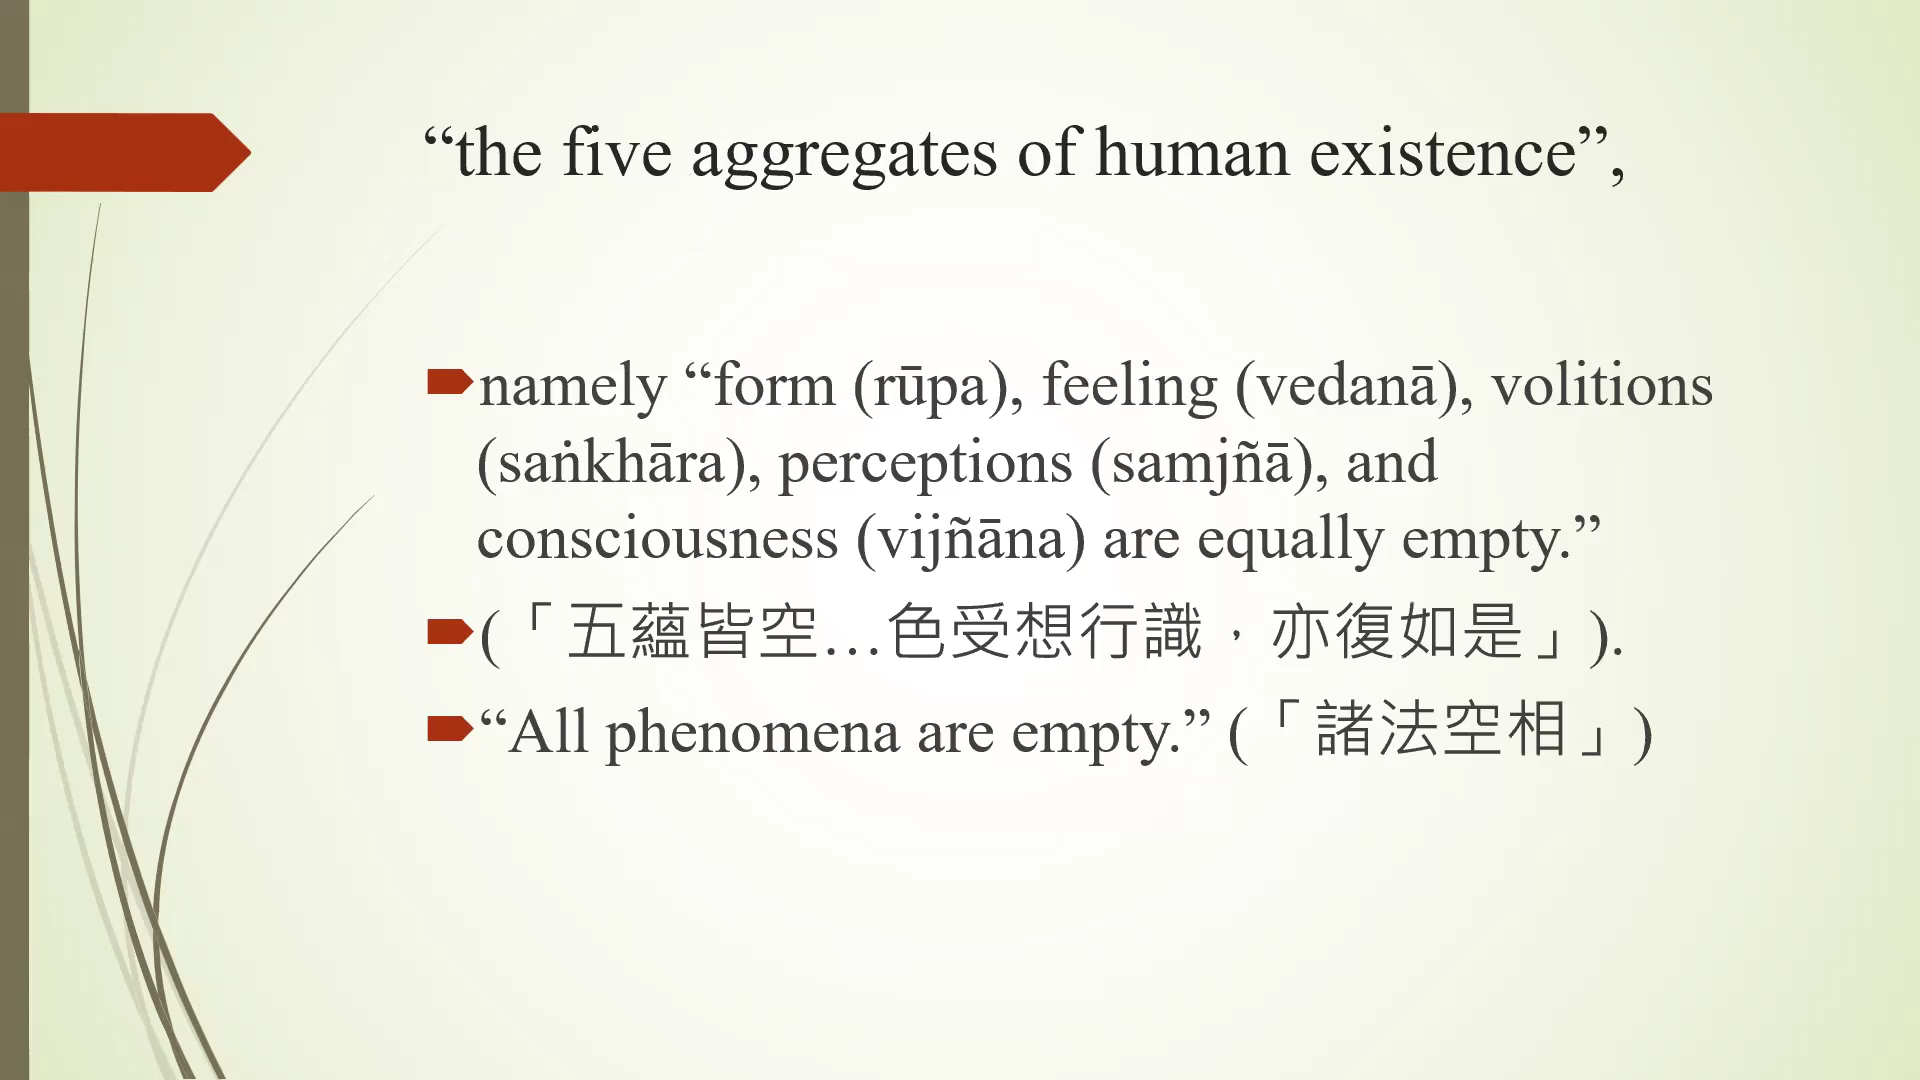 “the five aggregates of human existence”,
namely “form (rūpa), feeling (vedanā), volitions
(saṅkhāra), perceptions (samjñā), and
consciousness (vijñāna) are equally empty.”
(「五蘊皆空…色受想行識，亦復如是」).
“All phenomena are empty.” (「諸法空相」)